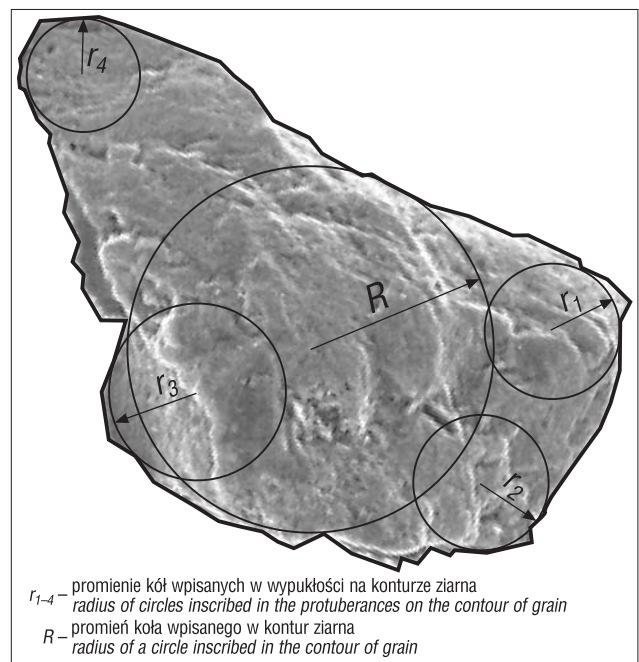 r4
R
r1
r3
r2
r1–4 – promienie kół wpisanych w wypukłości na konturze ziarna
radius of circles inscribed in the protuberances on the contour of grain
R – promień koła wpisanego w kontur ziarna
radius of a circle inscribed in the contour of grain